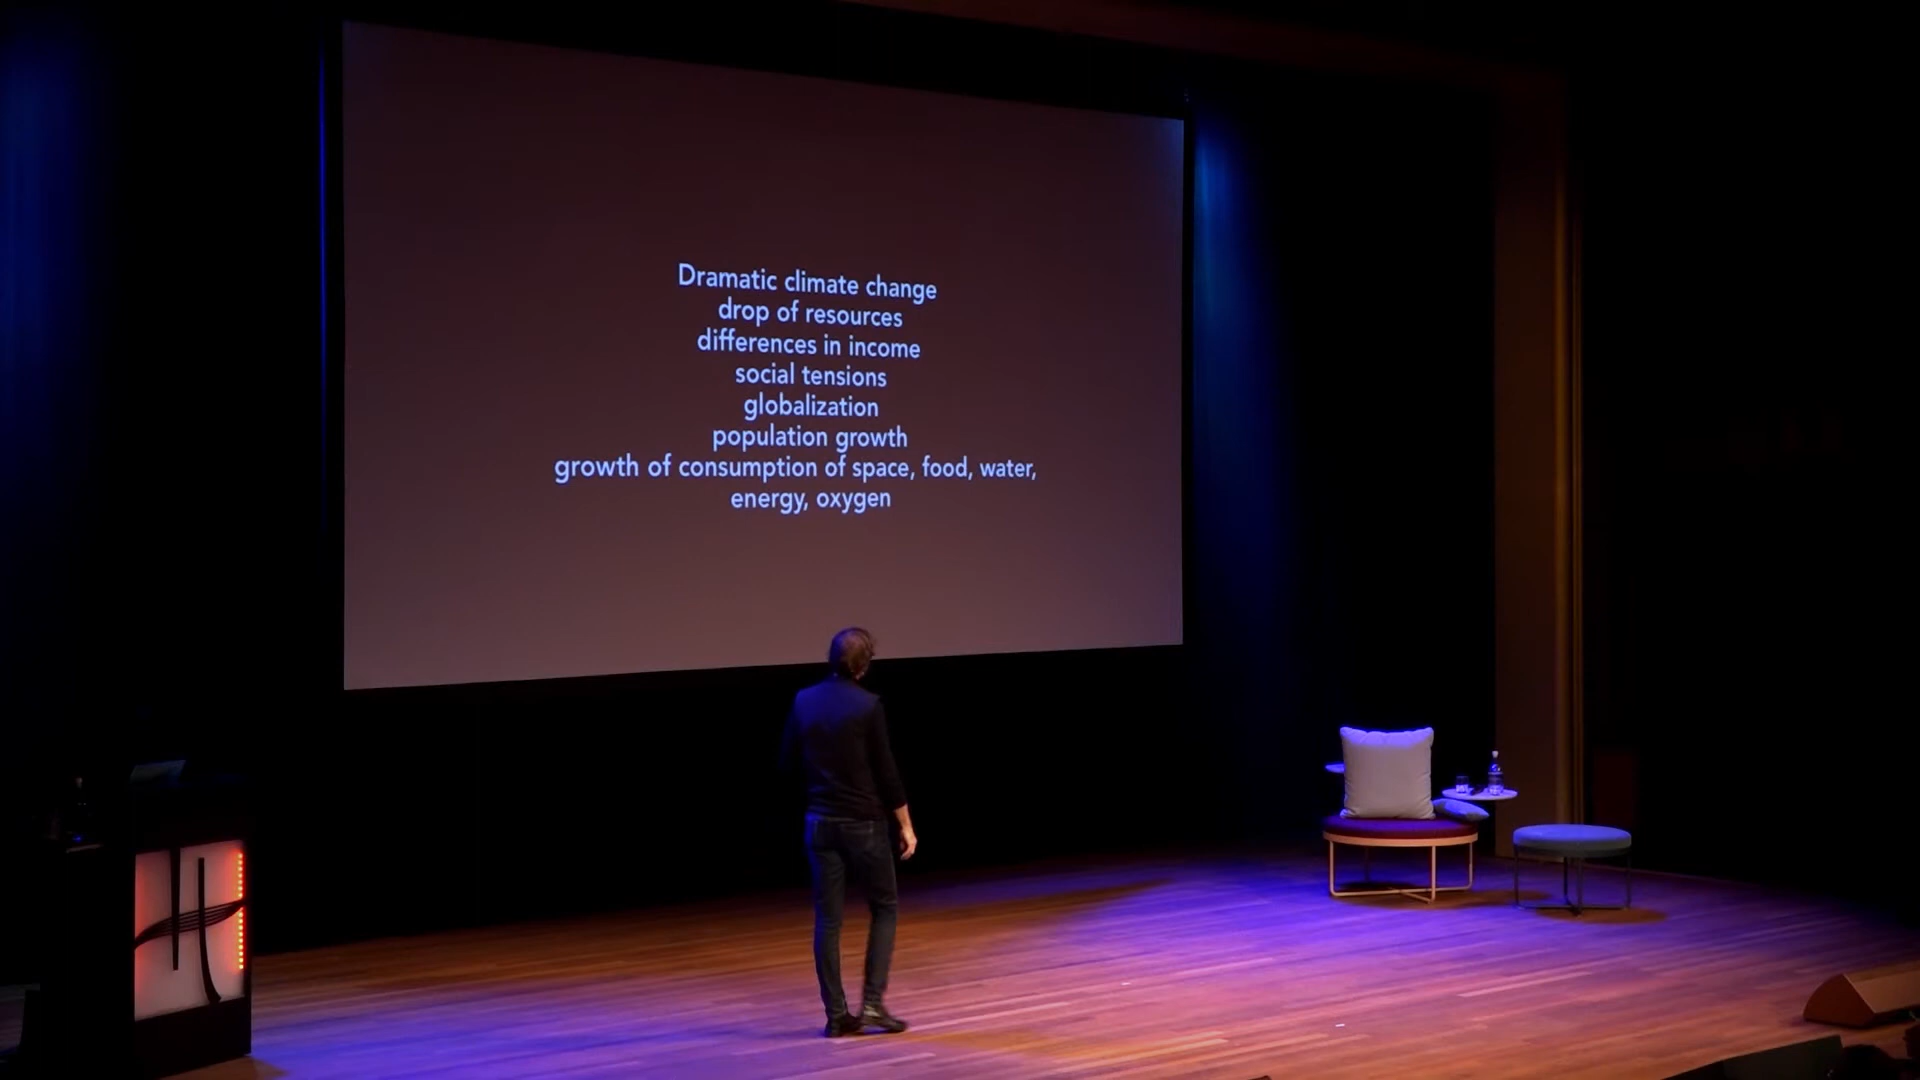 Dramatic climate change
drop of resources
differences in income
social tensions
globalization
population growth
growth of consumption of space, food, water,
energy, oxygen